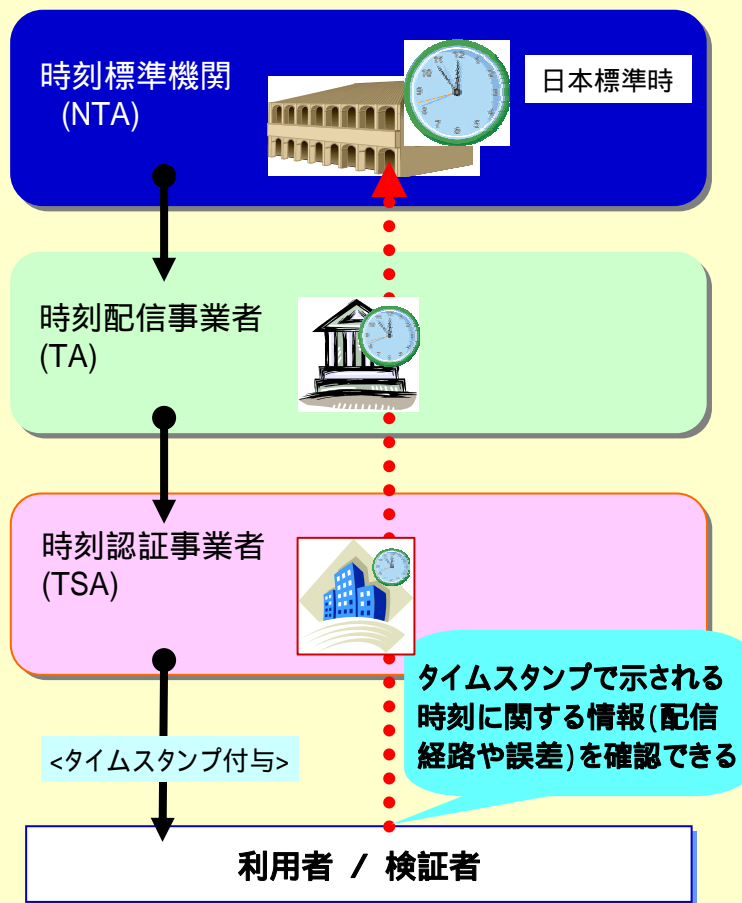 時刻標準機関
(NTA)
日本標準時
時刻配信事業者
(TA)
時刻認証事業者
(TSA)
タイムスタンプで示される
時刻に関する情報(配信
経路や誤差)を確認できる
<タイムスタンプ付与>
利用者 / 検証者